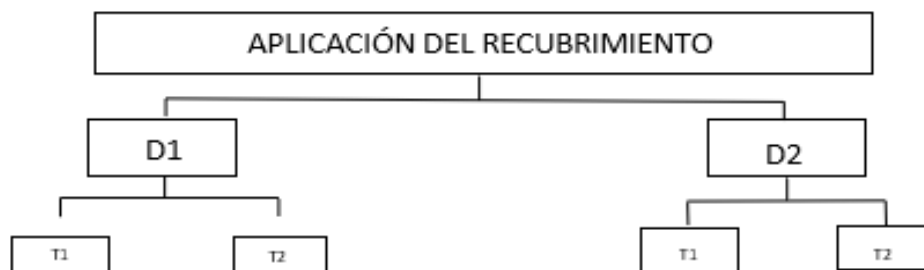 APLICACIÓN DEL RECUBRIMIENTO
D1
D2
T1
T2
T1
T2